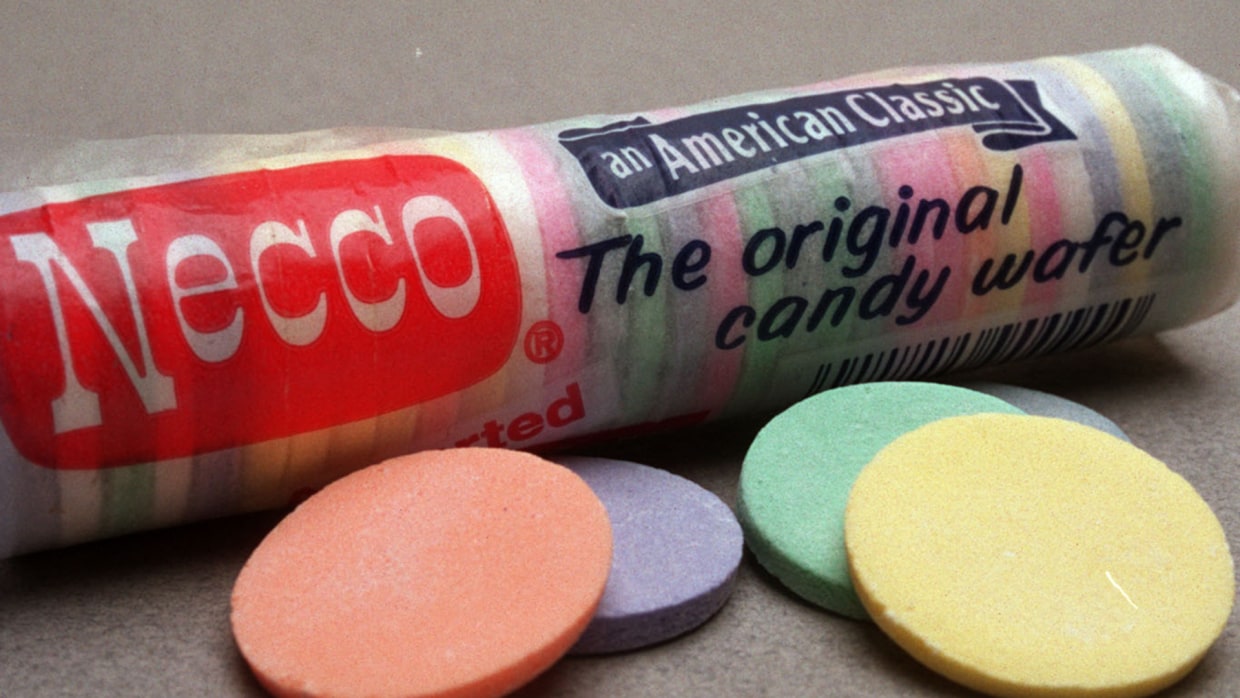 Necco®
an American Classic
The original
candy wafer